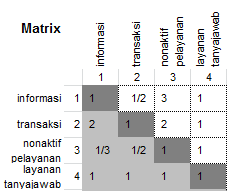 Matrix
informasi
transaksi
nonaktif
pelayanan
layanan
tanyajawab
1 2 3 4
informasi 1 1 1/2 3 1
transaksi 2 2 1 2 1
nonaktif
pelayanan 3 1/3 1/2 1 1
layanan
tanyajawab 4 1 1 1 1